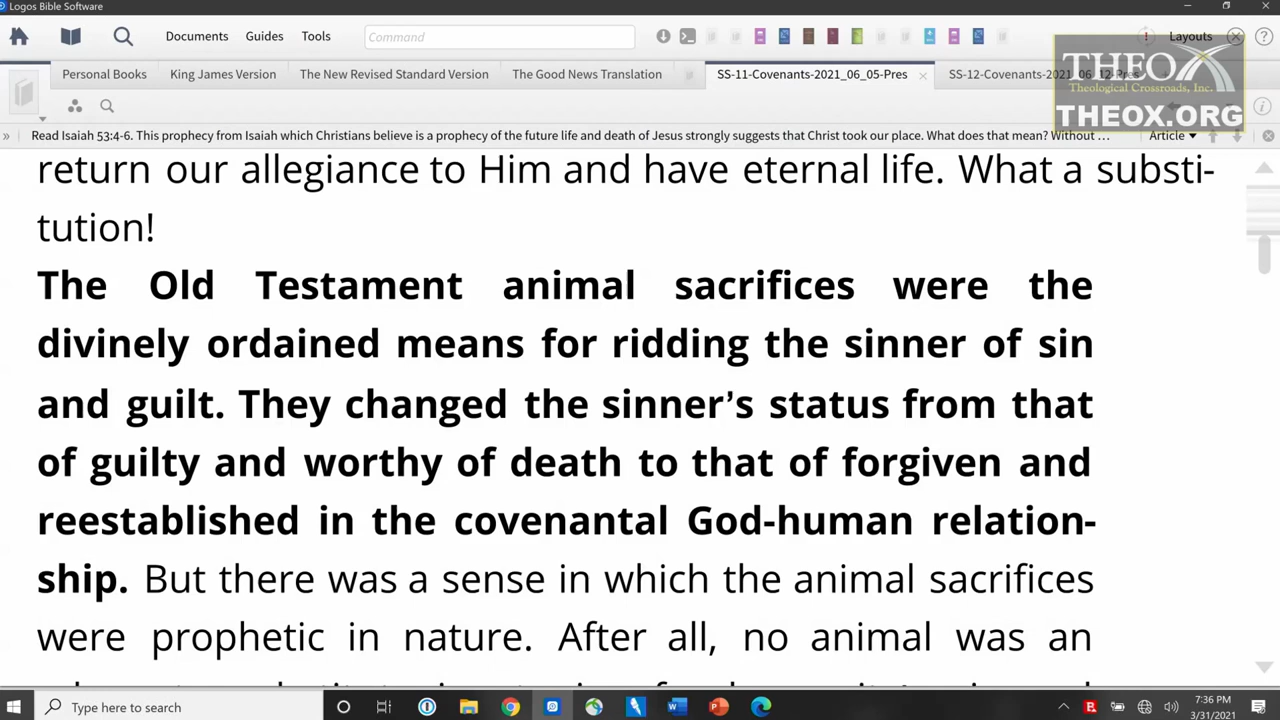 Logos Bible Software
Documents Guides Tools Command Layouts
THEOX
Theological Crossroads, Inc.
THEOX.ORG
Personal Books King James Version The New Revised Standard Version The Good News Translation SS-11-Covenants-2021_06_05-Pres SS-12-Covenants-2021_06_12-Pres
Read Isaiah 53:4-6. This prophecy from Isaiah which Christians believe is a prophecy of the future life and death of Jesus strongly suggests that Christ took our place. What does that mean? Without … Article
return our allegiance to Him and have eternal life. What a substi-
tution!
The Old Testament animal sacrifices were the
divinely ordained means for ridding the sinner of sin
and guilt. They changed the sinner’s status from that
of guilty and worthy of death to that of forgiven and
reestablished in the covenantal God-human relation-
ship. But there was a sense in which the animal sacrifices
were prophetic in nature. After all, no animal was an
Type here to search
7:36 PM
3/31/2021